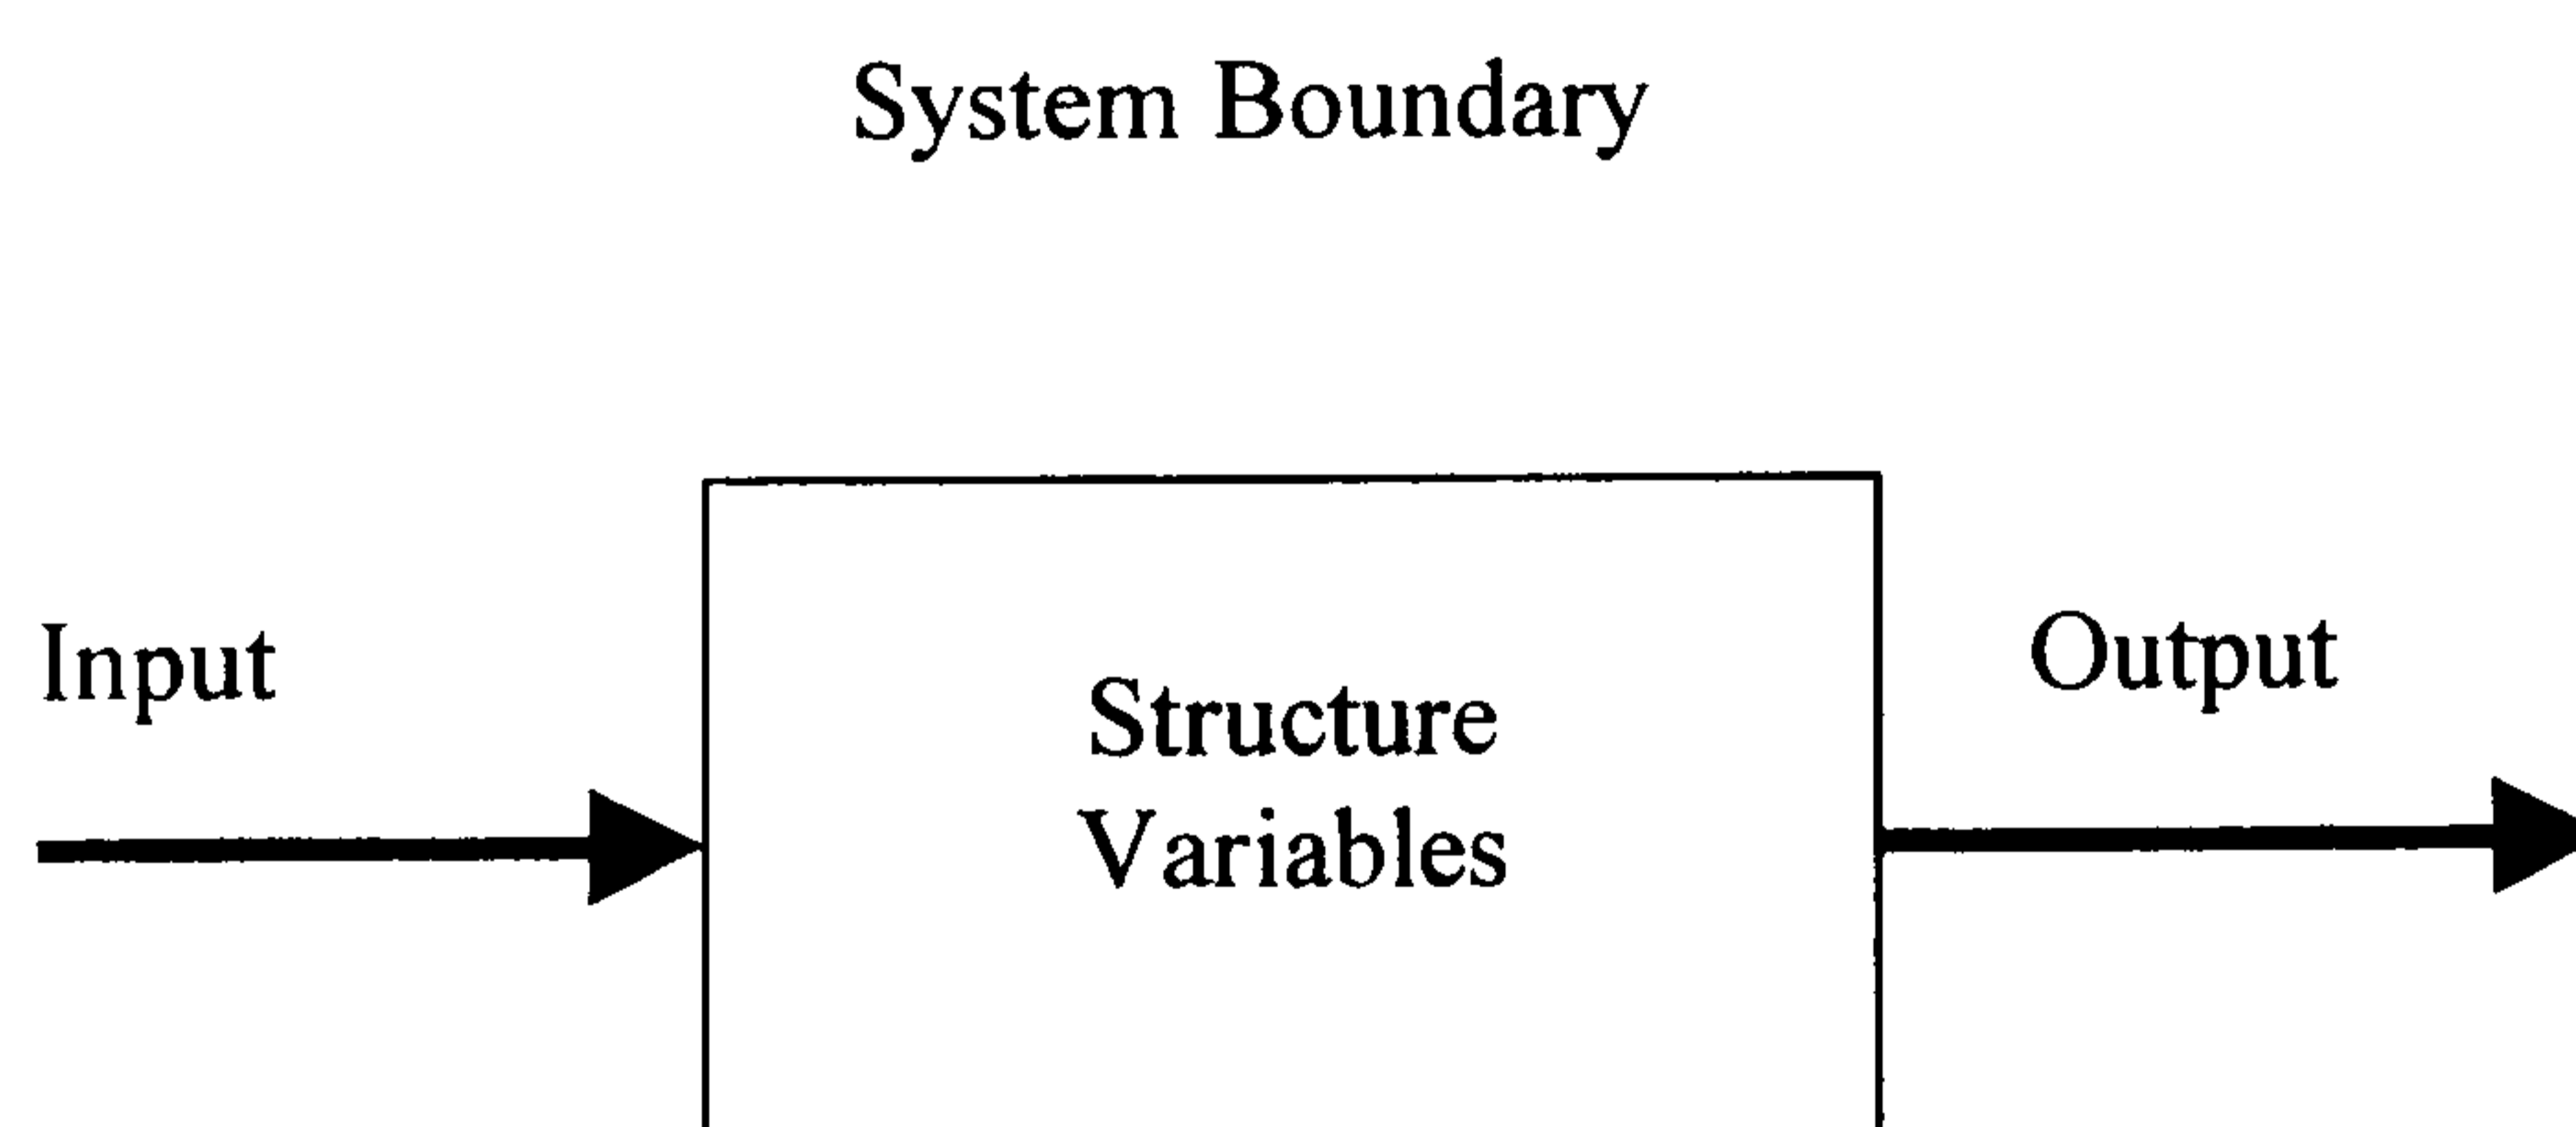 System Boundary
Input
Structure
Variables
Output